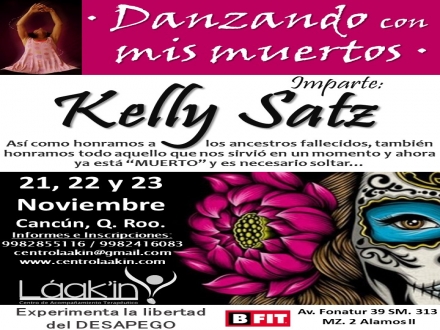 · Danzando con
mis muertos ·
Imparte:
Kelly Satz
Así como honramos a los ancestros fallecidos, también
honramos todo aquello que nos sirvió en un momento y ahora
ya está “MUERTO” y es necesario soltar...
21, 22 y 23
Noviembre
Cancún, Q. Roo.
Informes e Inscripciones:
9982855116 / 9982416083
centrolaakin@gmail.com
www.centrolaakin.com
Láak'in
Centro de Acompañamiento Terapéutico
Experimenta la libertad
del DESAPEGO
B FIT
Av. Fonatur 39 SM. 313
MZ. 2 Alamos II